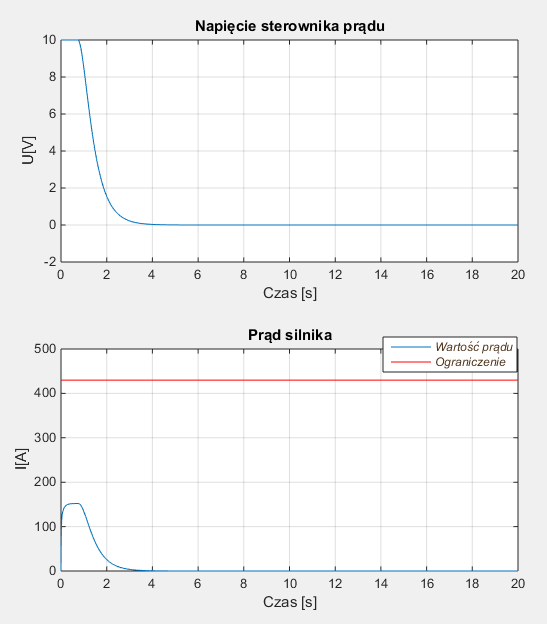 Napięcie sterownika prądu
10
8
6
4
2
0
-2
U[V]
0 2 4 6 8 10 12 14 16 18 20
Czas [s]
Prąd silnika
Wartość prądu
Ograniczenie
500
400
300
200
100
0
I[A]
0 2 4 6 8 10 12 14 16 18 20
Czas [s]